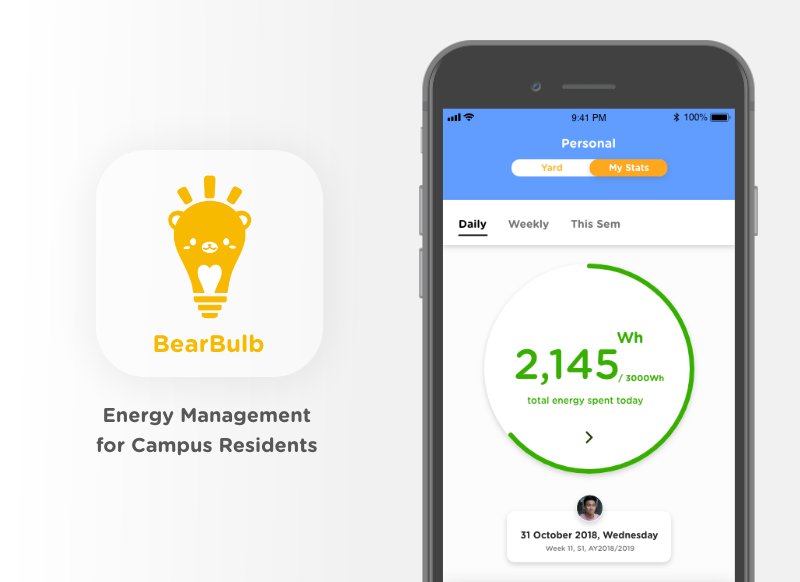 BearBulb
Energy Management
for Campus Residents
9:41 PM
100%
Personal
Yard
My Stats
Daily
Weekly
This Sem
Wh
2,145
/ 3000Wh
total energy spent today
31 October 2018, Wednesday
Week 11, S1, AY2018/2019